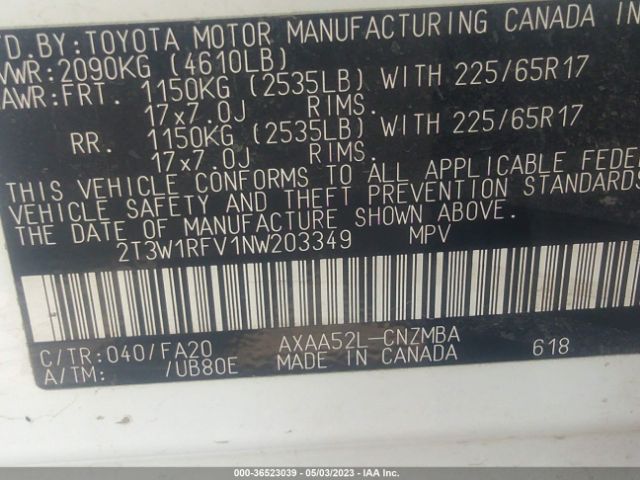 FD.BY:TOYOTA MOTOR MANUFACTURING CANADA IN
VWR:2090KG (4610LB)
AWR:FRT. 1150KG (2535LB) WITH 225/65R17
17x7.0J RIMS.
RR. 1150KG (2535LB) WITH 225/65R17
17x7.0J RIMS.
THIS VEHICLE CONFORMS TO ALL APPLICABLE FEDE
VEHICLE SAFETY AND THEFT PREVENTION STANDARDS
THE DATE OF MANUFACTURE SHOWN ABOVE.
2T3W1RFV1NW203349 MPV
C/TR:040/FA20 AXAA52L-CNZMBA
A/TM: /UB80E MADE IN CANADA 618
000-36523039 - 05/03/2023 - IAA Inc.